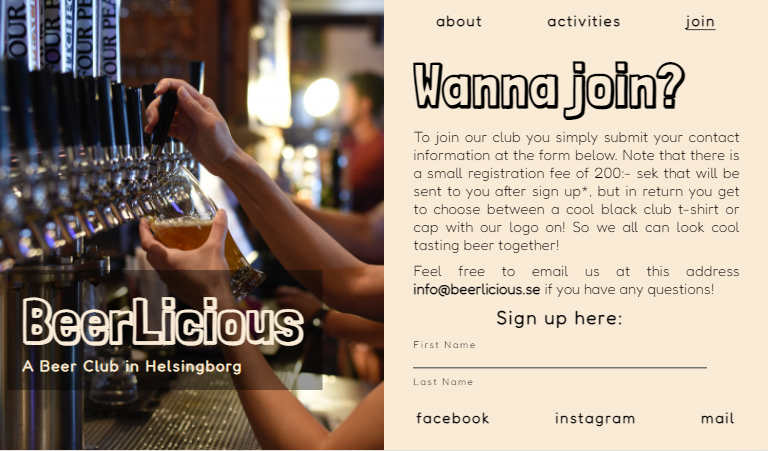 OUR
FOUR P
FOUR PEA
BeerLicious
A Beer Club in Helsingborg
about activities join
Wanna join?
To join our club you simply submit your contact
information at the form below. Note that there is
a small registration fee of 200:- sek that will be
sent to you after sign up*, but in return you get
to choose between a cool black club t-shirt or
cap with our logo on! So we all can look cool
tasting beer together!
Feel free to email us at this address
info@beerlicious.se if you have any questions!
Sign up here:
First Name
Last Name
facebook instagram mail